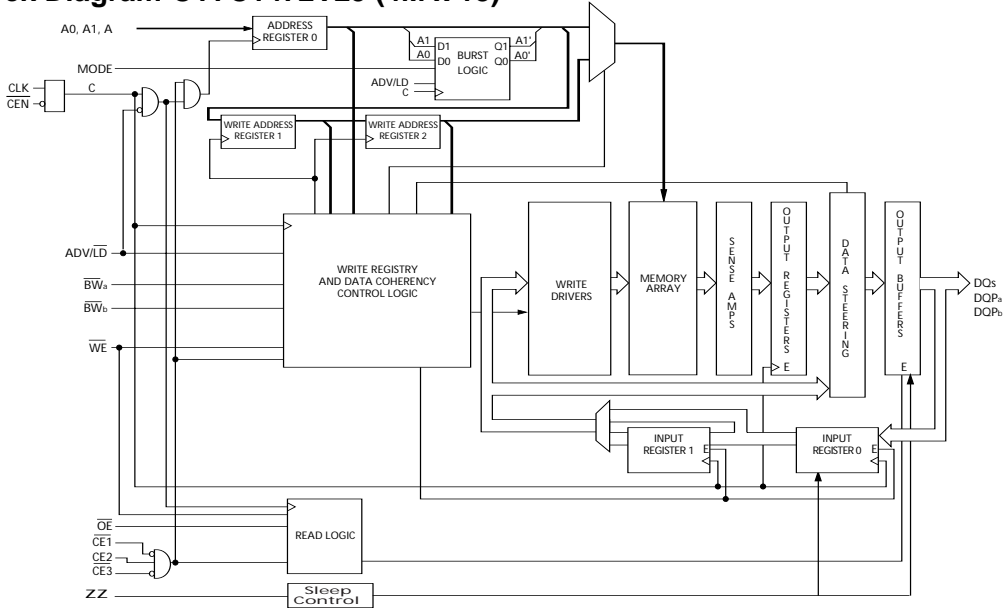 A0, A1, A
ADDRESS
REGISTER 0
MODE
CLK
CEN
C
A1
A0
D1
D0
BURST
LOGIC
Q1
Q0
A1'
A0'
ADV/LD
C
WRITE ADDRESS
REGISTER 1
WRITE ADDRESS
REGISTER 2
ADV/LD
BWa
BWb
WE
WRITE REGISTRY
AND DATA COHERENCY
CONTROL LOGIC
WRITE
DRIVERS
MEMORY
ARRAY
SENSE AMPS
OUTPUT REGISTERS E
DATA STEERING
OUTPUT BUFFERS E
DQs
DQPa
DQPb
INPUT
REGISTER 1
E
INPUT
REGISTER 0
E
OE
CE1
CE2
CE3
READ LOGIC
ZZ
Sleep
Control